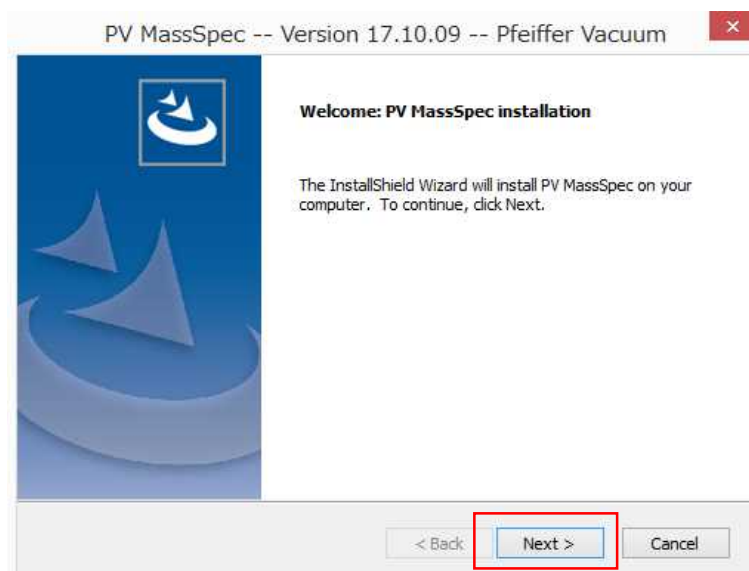 PV MassSpec -- Version 17.10.09 -- Pfeiffer Vacuum
Welcome: PV MassSpec installation
The InstallShield Wizard will install PV MassSpec on your
computer. To continue, click Next.
< Back
Next >
Cancel